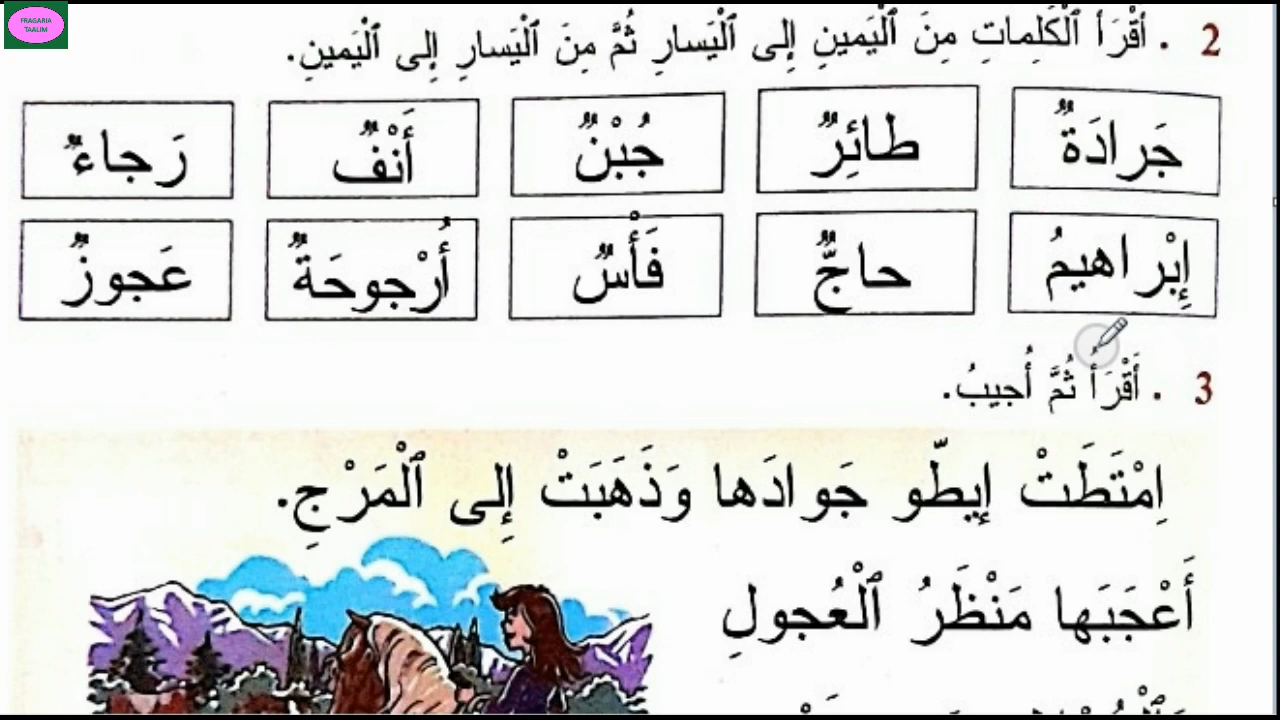 FRAGARIA
TAALIM
2 . أَقْرَأُ ٱلْكَلِماتِ مِنَ ٱلْيَمينِ إِلى ٱلْيَسارِ ثُمَّ مِنَ ٱلْيَسارِ إِلى ٱلْيَمينِ.
جَرادَةٌ طائِرٌ جُبْنٌ أَنْفٌ رَجاءٌ
إِبْراهيمُ حاجٌّ فَأْسٌ أُرْجوحَةٌ عَجوزٌ
3 . أَقْرَأُ ثُمَّ أُجيبُ.
اِمْتَطَتْ إيطّو جَوادَها وَذَهَبَتْ إِلى ٱلْمَرْجِ.
أَعْجَبَها مَنْظَرُ ٱلْعُجولِ